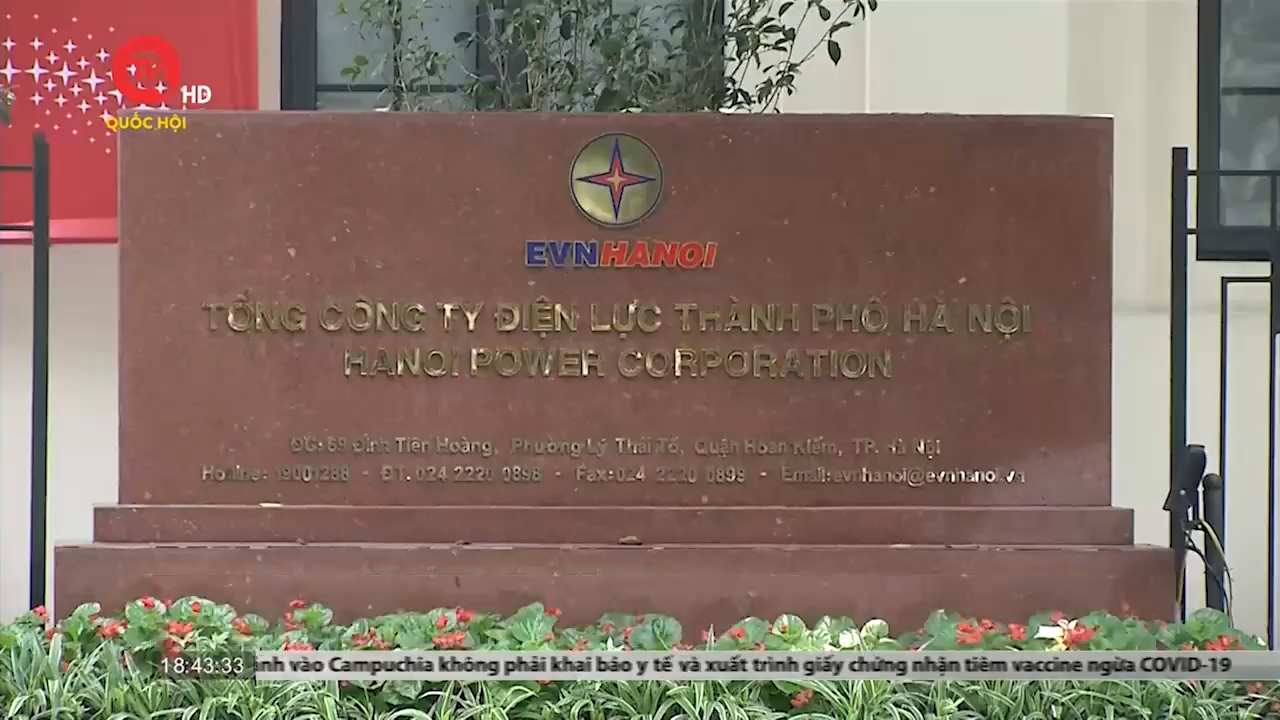 HD
QUỐC HỘI
EVNHANOI
TỔNG CÔNG TY ĐIỆN LỰC THÀNH PHỐ HÀ NỘI
HANOI POWER CORPORATION
ĐC: 69 Đinh Tiên Hoàng, Phường Lý Thái Tổ, Quận Hoàn Kiếm, TP. Hà Nội
Hotline: 19001288 - ĐT. 024 2220 0898 - Fax: 024 2220 0899 - Email: evnhanoi@evnhanoi.vn
18:43:33 ảnh vào Campuchia không phải khai báo y tế và xuất trình giấy chứng nhận tiêm vaccine ngừa COVID-19